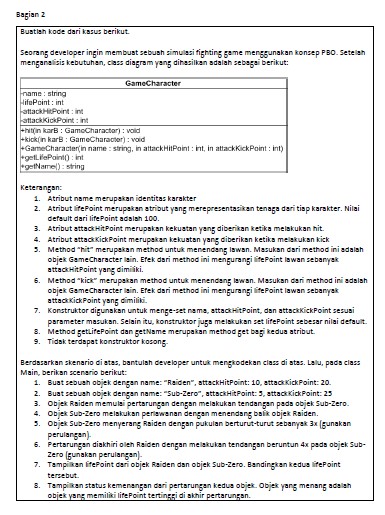 Bagian 2
Buatlah kode dari kasus berikut.
Seorang developer ingin membuat sebuah simulasi fighting game menggunakan konsep PBO. Setelah
menganalisis kebutuhan, class diagram yang dihasilkan adalah sebagai berikut:
GameCharacter
-name : string
-lifePoint : int
-attackHitPoint : int
-attackKickPoint : int
+hit(in karB : GameCharacter) : void
+kick(in karB : GameCharacter) : void
+GameCharacter(in name : string, in attackHitPoint : int, in attackKickPoint : int)
+getLifePoint() : int
+getName() : string
Keterangan:
1. Atribut name merupakan identitas karakter
2. Atribut lifePoint merupakan atribut yang merepresentasikan tenaga dari tiap karakter. Nilai
default dari lifePoint adalah 100.
3. Atribut attackHitPoint merupakan kekuatan yang diberikan ketika melakukan hit.
4. Atribut attackKickPoint merupakan kekuatan yang diberikan ketika melakukan kick
5. Method "hit" merupakan method untuk menendang lawan. Masukan dari method ini adalah
objek GameCharacter lain. Efek dari method ini mengurangi lifePoint lawan sebanyak
attackHitPoint yang dimiliki.
6. Method "kick" merupakan method untuk menendang lawan. Masukan dari method ini adalah
objek GameCharacter lain. Efek dari method ini mengurangi lifePoint lawan sebanyak
attackKickPoint yang dimiliki.
7. Konstruktor digunakan untuk menge-set nama, attackHitPoint, dan attackKickPoint sesuai
parameter masukan. Selain itu, konstruktor juga melakukan set lifePoint sebesar nilai default.
8. Method getLifePoint dan getName merupakan method get bagi kedua atribut.
9. Tidak terdapat konstruktor kosong.
Berdasarkan skenario di atas, bantulah developer untuk mengkodekan class di atas. Lalu, pada class
Main, berikan scenario berikut:
1. Buat sebuah objek dengan name: "Raiden", attackHitPoint: 10, attackKickPoint: 20.
2. Buat sebuah objek dengan name: "Sub-Zero", attackHitPoint: 5, attackKickPoint: 25
3. Objek Raiden memulai pertarungan dengan melakukan tendangan pada objek Sub-Zero.
4. Objek Sub-Zero melakukan perlawanan dengan menendang balik objek Raiden.
5. Objek Sub-Zero menyerang Raiden dengan pukulan berturut-turut sebanyak 3x (gunakan
perulangan).
6. Pertarungan diakhiri oleh Raiden dengan melakukan tendangan beruntun 4x pada objek Sub-
Zero (gunakan perulangan).
7. Tampilkan lifePoint dari objek Raiden dan objek Sub-Zero. Bandingkan kedua lifePoint
tersebut.
8. Tampilkan status kemenangan dari pertarungan kedua objek. Objek yang menang adalah
objek yang memiliki lifePoint tertinggi di akhir pertarungan.